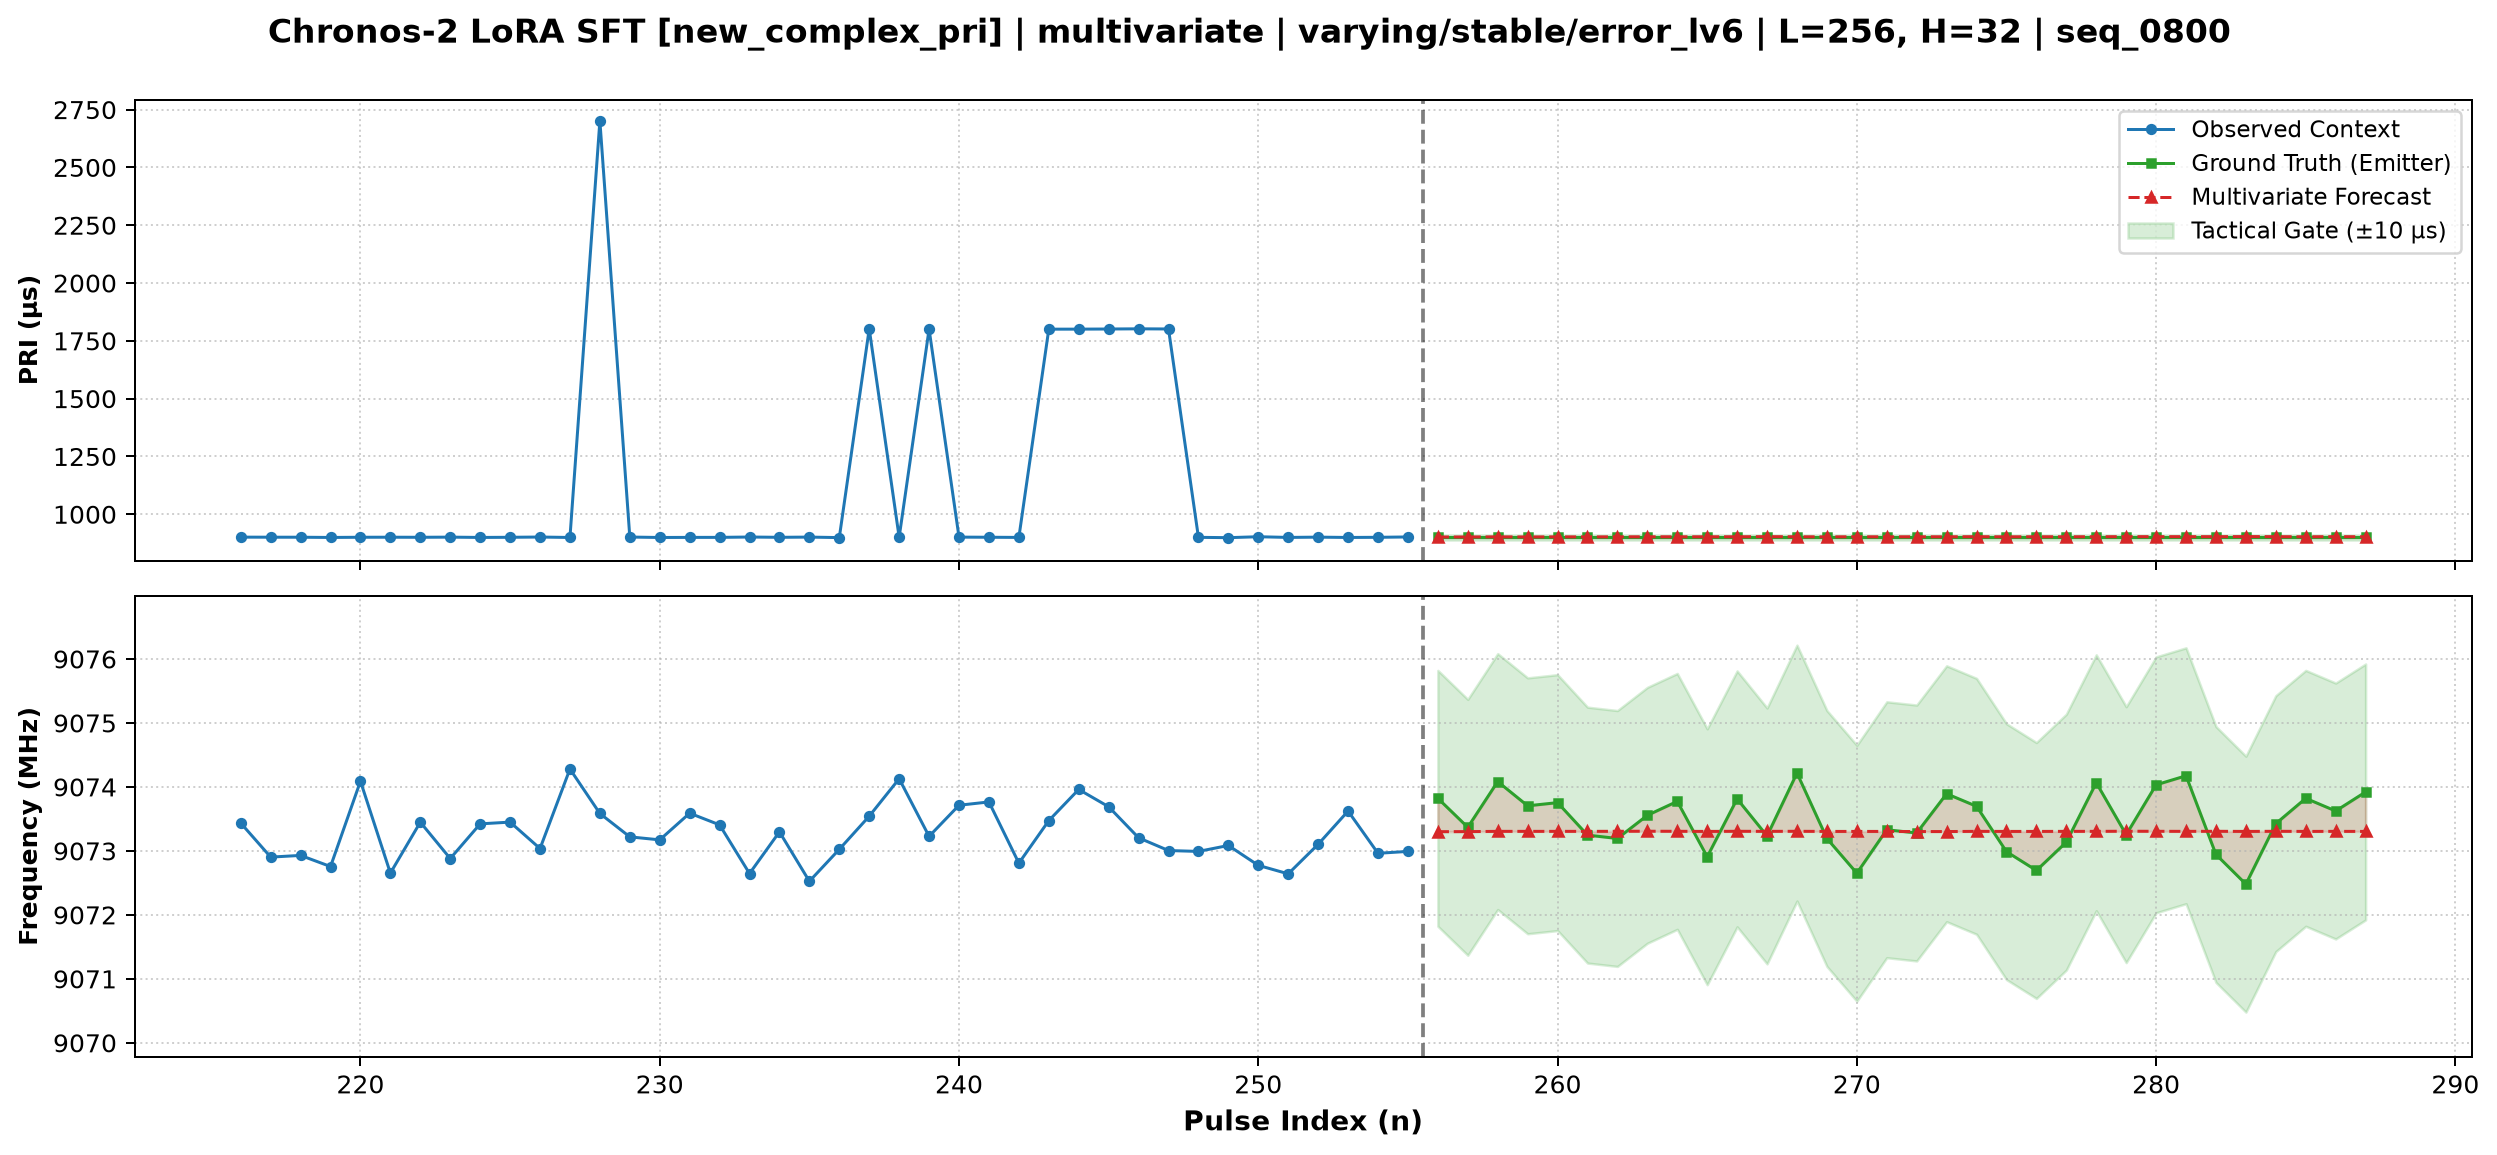 Chronos-2 LoRA SFT [new_complex_pri] | multivariate | varying/stable/error_lv6 | L=256, H=32 | seq_0800
PRI (μs)
2750
2500
2250
2000
1750
1500
1250
1000
Observed Context
Ground Truth (Emitter)
Multivariate Forecast
Tactical Gate (±10 μs)
Frequency (MHz)
9076
9075
9074
9073
9072
9071
9070
220 230 240 250 260 270 280 290
Pulse Index (n)